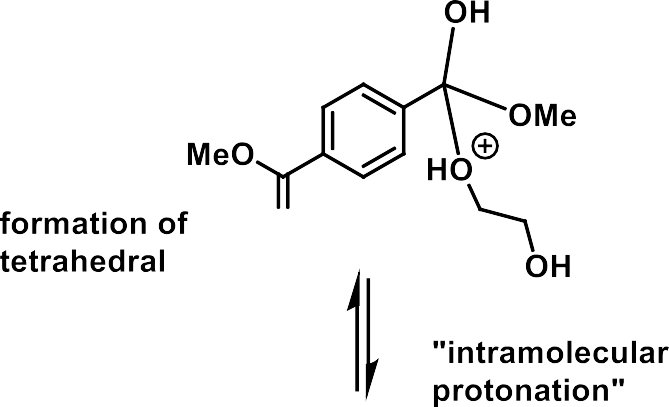 OH
OMe
MeO
HO
formation of
tetrahedral
OH
"intramolecular
protonation"